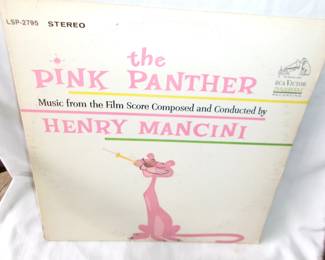 LSP-2795 STEREO
the
PINK PANTHER
RCA VICTOR
Music from the Film Score Composed and Conducted by
HENRY MANCINI